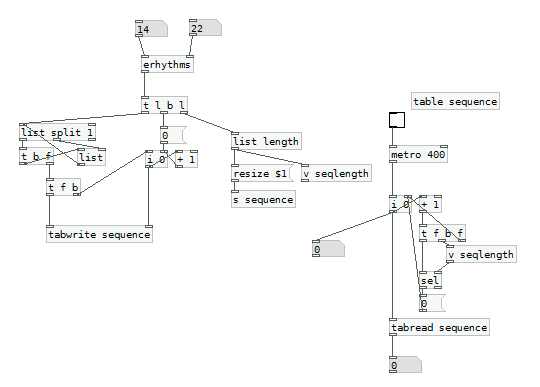 14
22
erhythms
t l b l
table sequence
0
list split 1
list length
metro 400
t b f
list
i 0
+ 1
resize $1
v seqlength
t f b
s sequence
i 0
+ 1
tabwrite sequence
t f b f
0
v seqlength
sel
0
tabread sequence
0